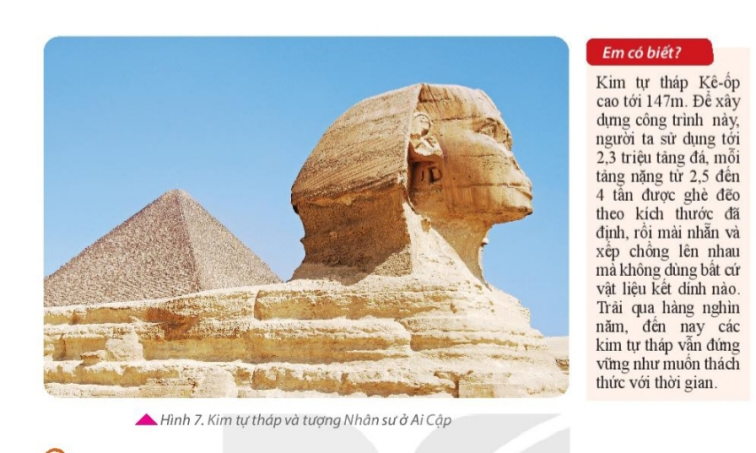 Em có biết?
Kim tự tháp Kê-ốp
cao tới 147m. Để xây
dựng công trình này,
người ta sử dụng tới
2,3 triệu tảng đá, mỗi
tảng nặng từ 2,5 đến
4 tấn được ghè đẽo
theo kích thước đã
định, rồi mài nhẵn và
xếp chồng lên nhau
mà không dùng bất cứ
vật liệu kết dính nào.
Trải qua hàng nghìn
năm, đến nay các
kim tự tháp vẫn đứng
vững như muốn thách
thức với thời gian.
Hình 7. Kim tự tháp và tượng Nhân sư ở Ai Cập